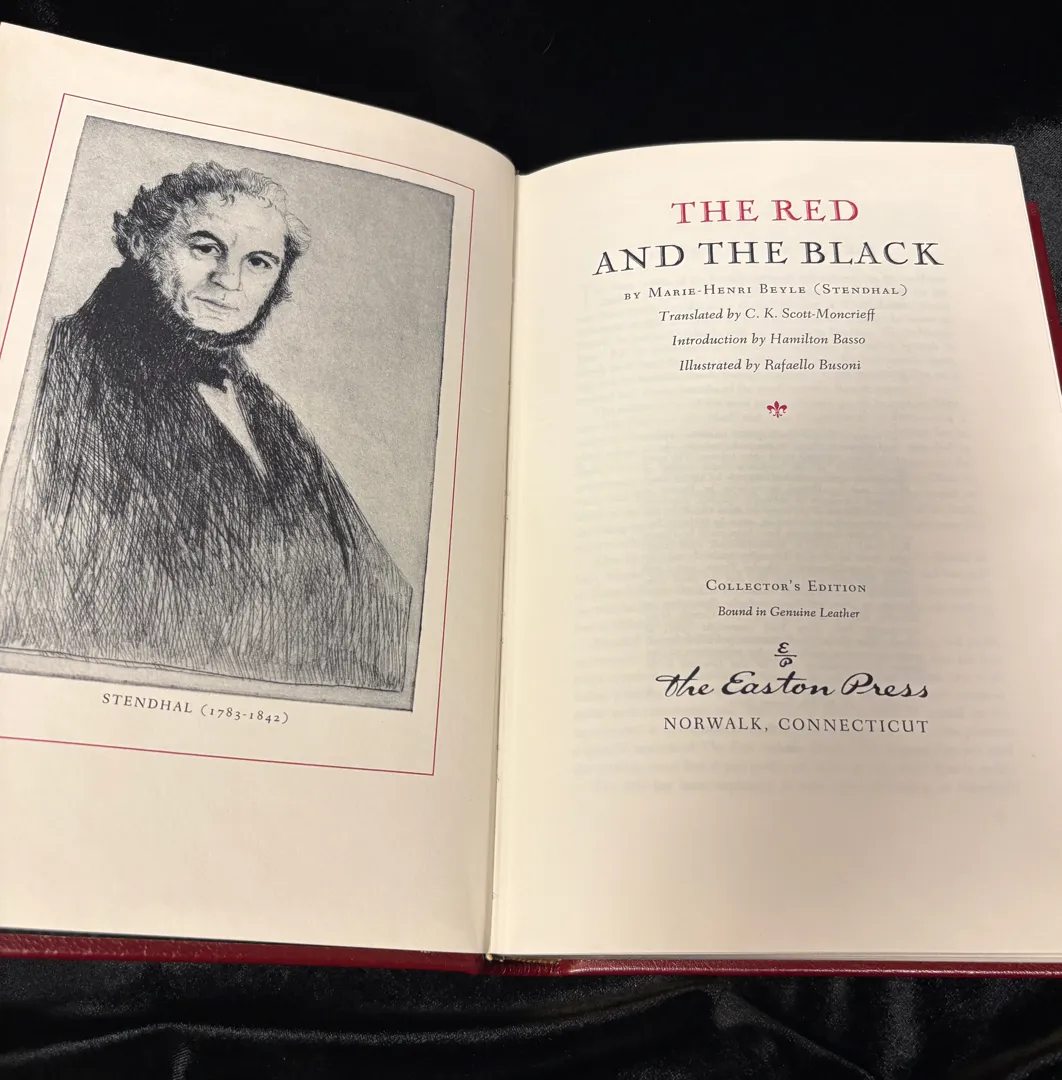 STENDHAL (1783-1842)
THE RED
AND THE BLACK
BY MARIE-HENRI BEYLE (STENDHAL)
Translated by C. K. Scott-Moncrieff
Introduction by Hamilton Basso
Illustrated by Rafaello Busoni
COLLECTOR'S EDITION
Bound in Genuine Leather
E
P
The Easton Press
NORWALK, CONNECTICUT